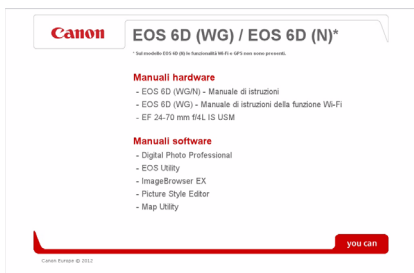 Canon
EOS 6D (WG) / EOS 6D (N)*
* Sul modello EOS 6D (N) le funzionalità Wi-Fi e GPS non sono presenti.
Manuali hardware
- EOS 6D (WG/N) - Manuale di istruzioni
- EOS 6D (WG) - Manuale di istruzioni della funzione Wi-Fi
- EF 24-70 mm f/4L IS USM
Manuali software
- Digital Photo Professional
- EOS Utility
- ImageBrowser EX
- Picture Style Editor
- Map Utility
you can
Canon Europe © 2012